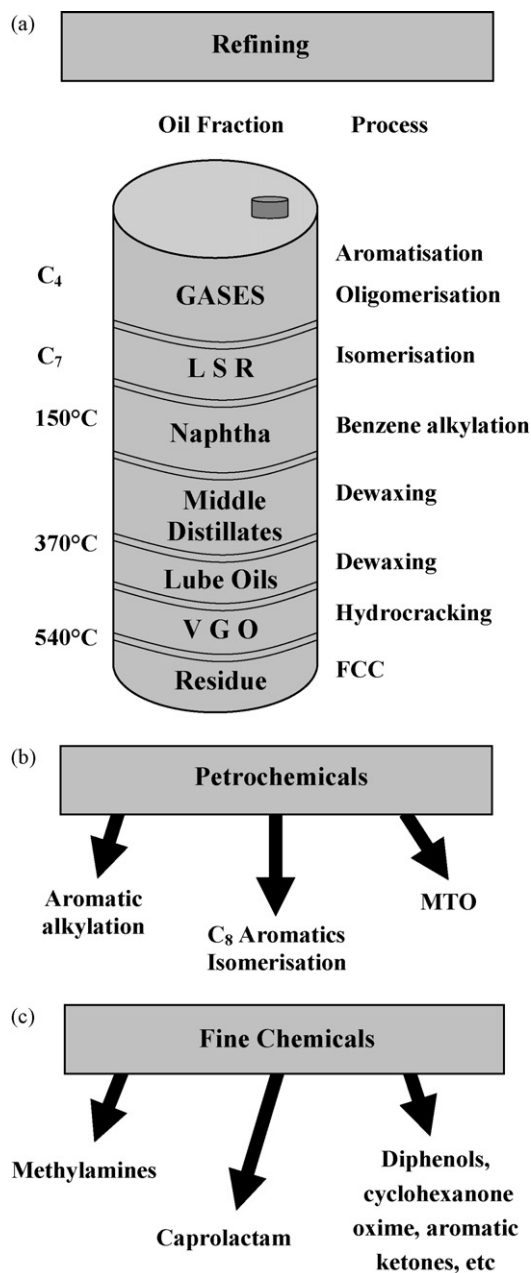 (a)
Refining
Oil Fraction Process
Aromatisation
C₄
GASES
Oligomerisation
C₇
L S R
Isomerisation
150°C
Naphtha
Benzene alkylation
Middle
Distillates
Dewaxing
370°C
Lube Oils
Dewaxing
V G O
Hydrocracking
540°C
Residue
FCC
(b)
Petrochemicals
Aromatic
alkylation
C₈ Aromatics
Isomerisation
MTO
(c)
Fine Chemicals
Methylamines
Caprolactam
Diphenols,
cyclohexanone
oxime, aromatic
ketones, etc